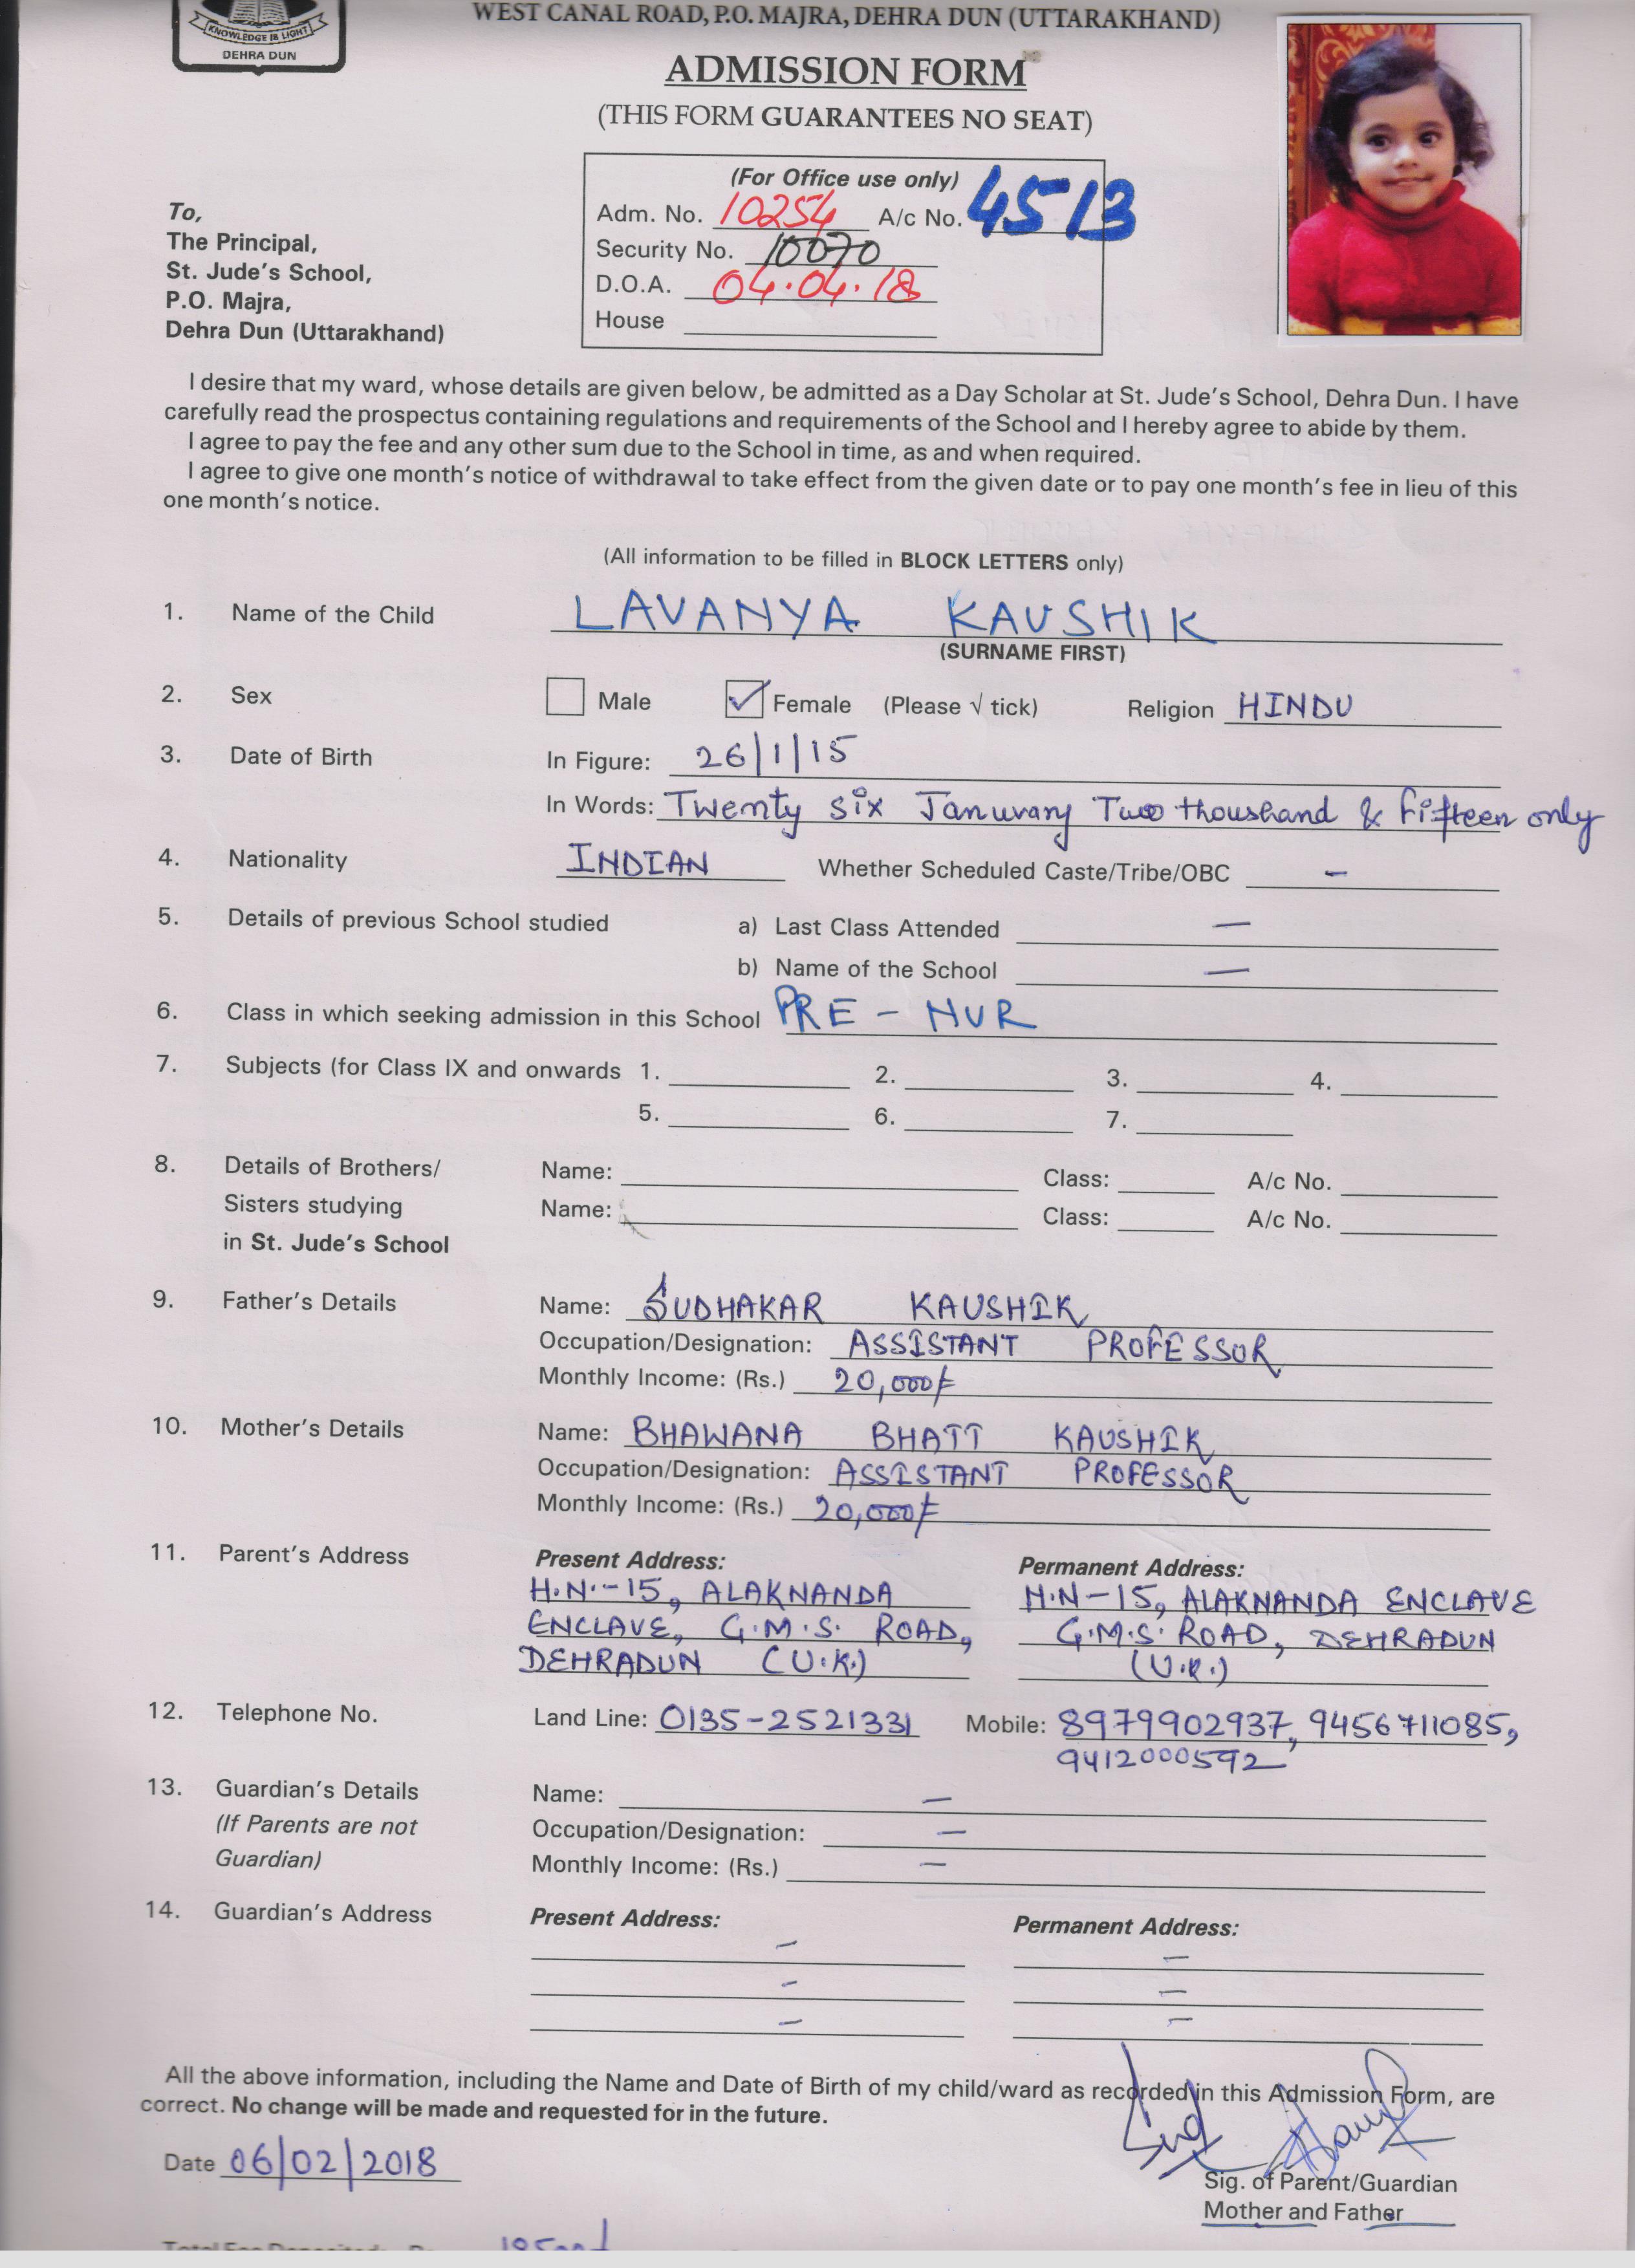 KNOWLEDGE IS LIGHT
DEHRA DUN
WEST CANAL ROAD, P.O. MAJRA, DEHRA DUN (UTTARAKHAND)
ADMISSION FORM
(THIS FORM GUARANTEES NO SEAT)
(For Office use only)
Adm. No. 10254 A/c No. 4513
Security No. 10070
D.O.A. 04.04.18
House
To,
The Principal,
St. Jude's School,
P.O. Majra,
Dehra Dun (Uttarakhand)
I desire that my ward, whose details are given below, be admitted as a Day Scholar at St. Jude's School, Dehra Dun. I have
carefully read the prospectus containing regulations and requirements of the School and I hereby agree to abide by them.
I agree to pay the fee and any other sum due to the School in time, as and when required.
I agree to give one month's notice of withdrawal to take effect from the given date or to pay one month's fee in lieu of this
one month's notice.
(All information to be filled in BLOCK LETTERS only)
1. Name of the Child LAVANYA KAUSHIK
(SURNAME FIRST)
2. Sex Male Female (Please √ tick) Religion HINDU
3. Date of Birth In Figure: 26/1/15
In Words: Twenty six Januvary Two thoushand & fifteen only
4. Nationality INDIAN Whether Scheduled Caste/Tribe/OBC -
5. Details of previous School studied a) Last Class Attended -
b) Name of the School -
6. Class in which seeking admission in this School PRE - NUR
7. Subjects (for Class IX and onwards 1. 2. 3. 4.
5. 6. 7.
8. Details of Brothers/ Name: Class: A/c No.
Sisters studying Name: Class: A/c No.
in St. Jude's School
9. Father's Details Name: SUDHAKAR KAUSHIK
Occupation/Designation: ASSISTANT PROFESSOR
Monthly Income: (Rs.) 20,000/-
10. Mother's Details Name: BHAWANA BHATT KAUSHIK
Occupation/Designation: ASSISTANT PROFESSOR
Monthly Income: (Rs.) 20,000/-
11. Parent's Address Present Address: Permanent Address:
H.N.-15, ALAKNANDA H.N-15, ALAKNANDA ENCLAVE
ENCLAVE, G.M.S. ROAD, G.M.S. ROAD, DEHRADUN
DEHRADUN (U.K.) (U.K.)
12. Telephone No. Land Line: 0135-2521331 Mobile: 8979902937, 9456711085,
9412000592
13. Guardian's Details Name: -
(If Parents are not Occupation/Designation: -
Guardian) Monthly Income: (Rs.) -
14. Guardian's Address Present Address: Permanent Address:
- -
- -
- -
All the above information, including the Name and Date of Birth of my child/ward as recorded in this Admission Form, are
correct. No change will be made and requested for in the future.
Date 06/02/2018
Sig. of Parent/Guardian
Mother and Father